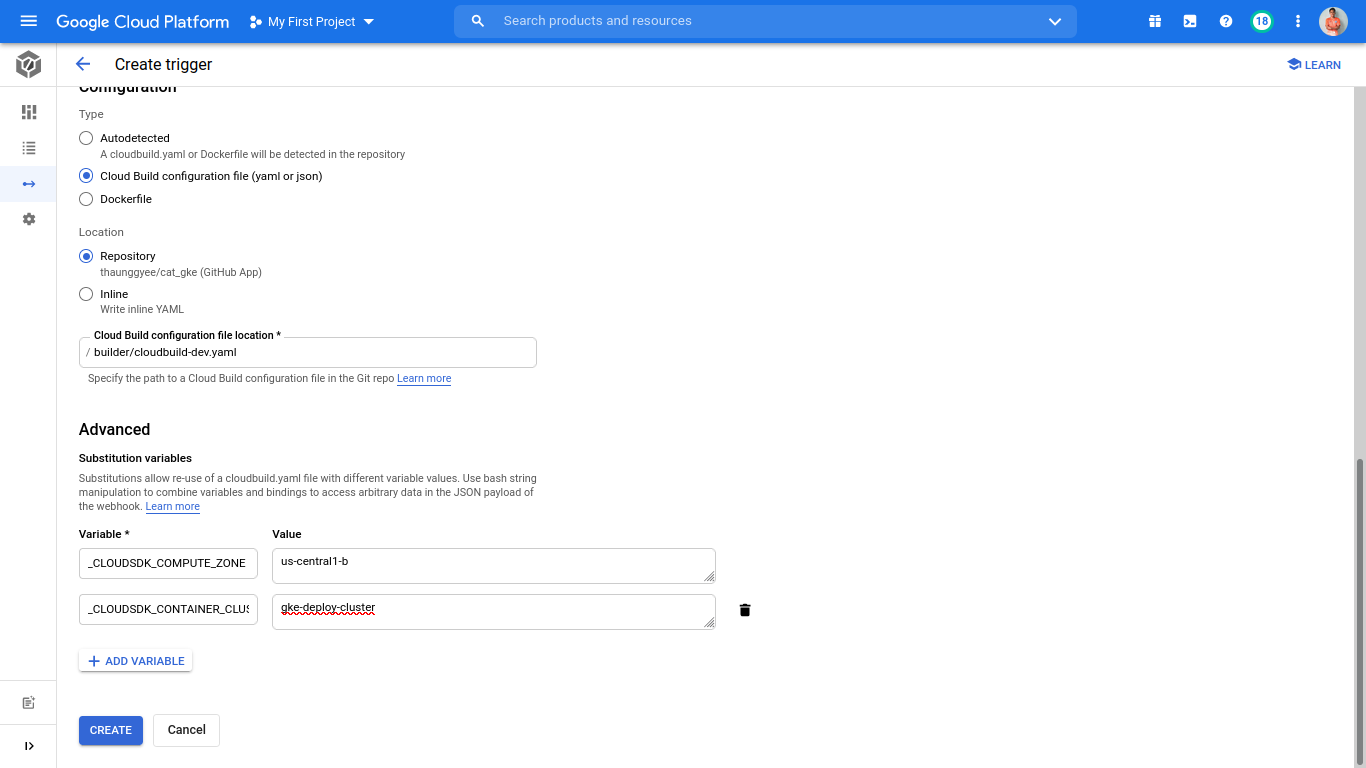 Google Cloud Platform
My First Project
Search products and resources
18
Create trigger
LEARN
Configuration
Type
Autodetected
A cloudbuild.yaml or Dockerfile will be detected in the repository
Cloud Build configuration file (yaml or json)
Dockerfile
Location
Repository
thaunggyee/cat_gke (GitHub App)
Inline
Write inline YAML
Cloud Build configuration file location *
/ builder/cloudbuild-dev.yaml
Specify the path to a Cloud Build configuration file in the Git repo Learn more
Advanced
Substitution variables
Substitutions allow re-use of a cloudbuild.yaml file with different variable values. Use bash string
manipulation to combine variables and bindings to access arbitrary data in the JSON payload of
the webhook. Learn more
Variable * Value
_CLOUDSDK_COMPUTE_ZONE us-central1-b
_CLOUDSDK_CONTAINER_CLUS gke-deploy-cluster
ADD VARIABLE
CREATE Cancel